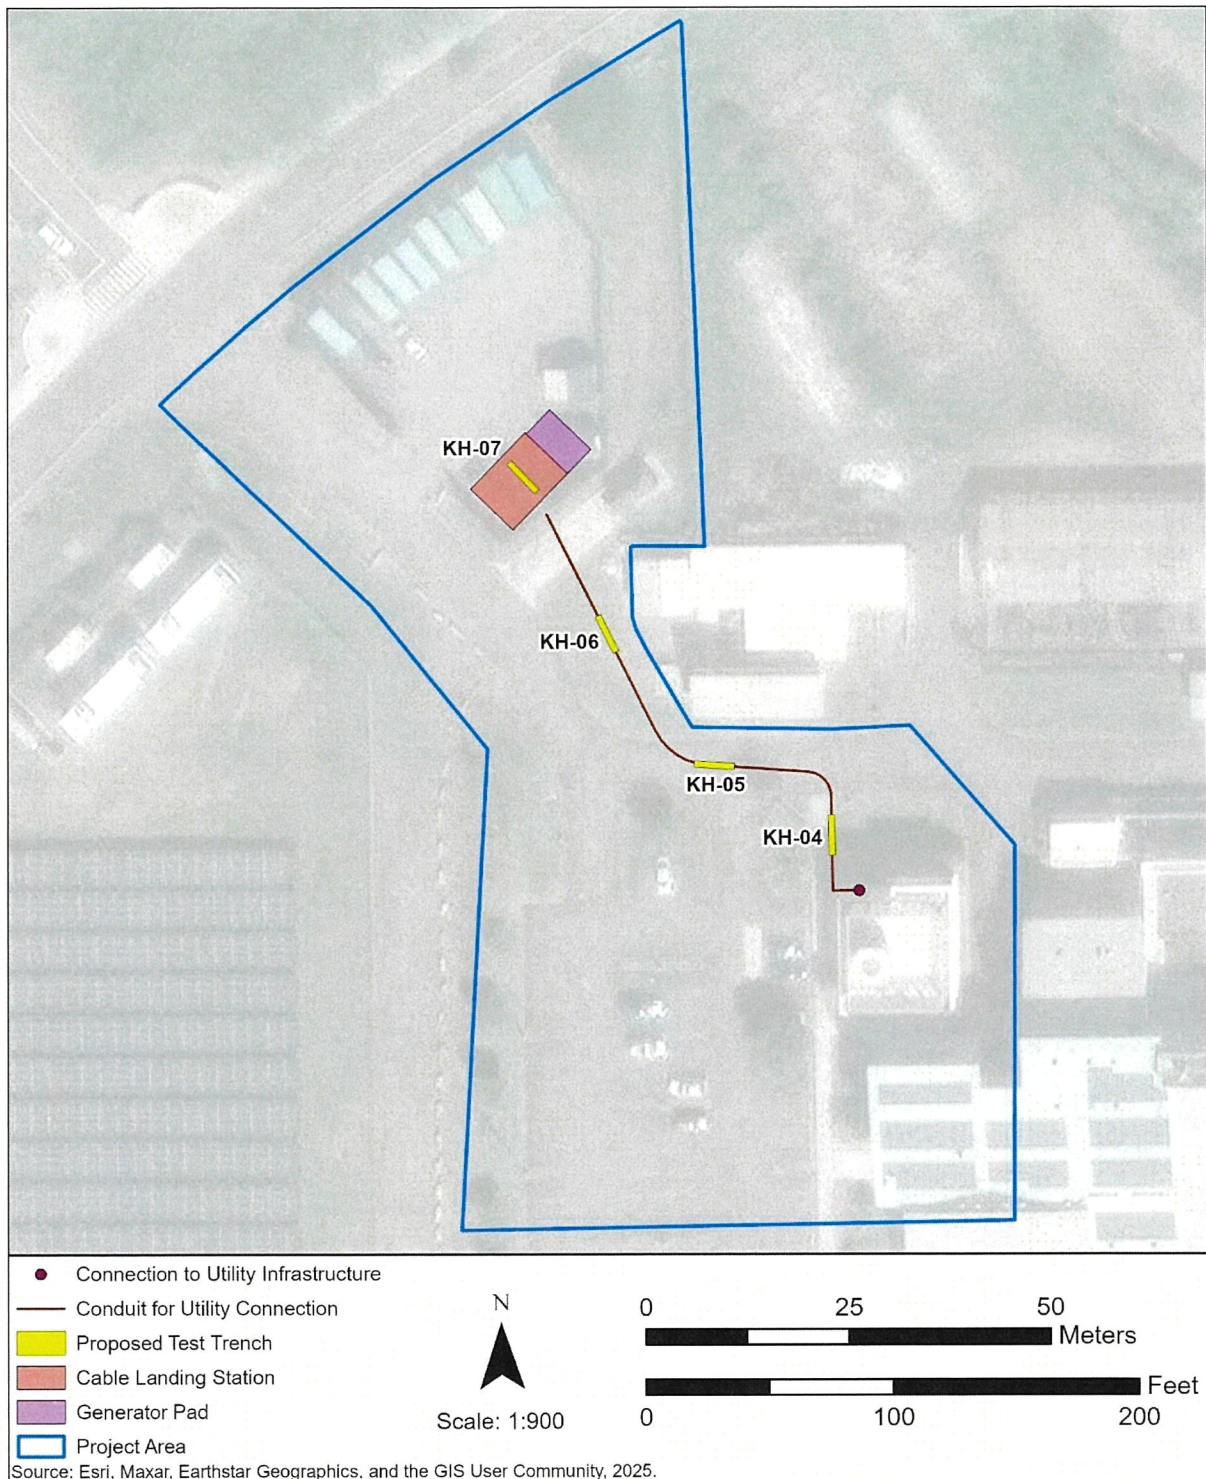 KH-07
KH-06
KH-05
KH-04
Connection to Utility Infrastructure
Conduit for Utility Connection
Proposed Test Trench
Cable Landing Station
Generator Pad
Project Area
N
Scale: 1:900
0 25 50
Meters
Feet
0 100 200
Source: Esri, Maxar, Earthstar Geographics, and the GIS User Community, 2025.